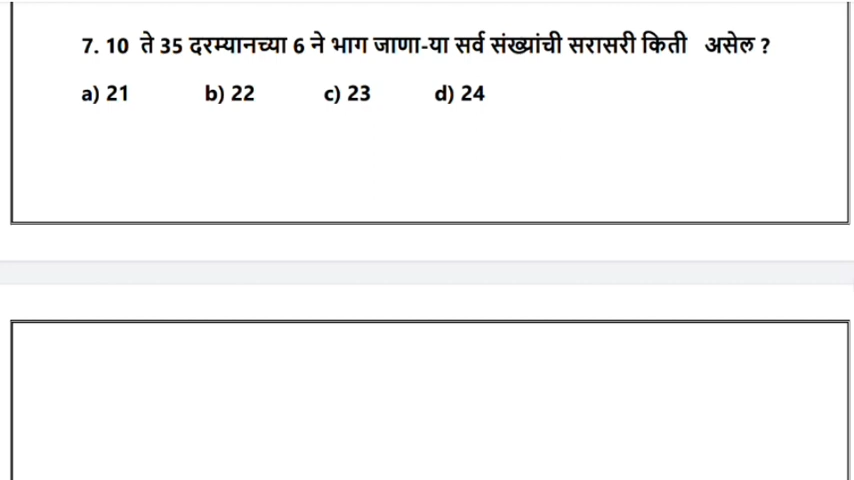 7. 10 ते 35 दरम्यानच्या 6 ने भाग जाणा-या सर्व संख्यांची सरासरी किती असेल ?
a) 21 b) 22 c) 23 d) 24